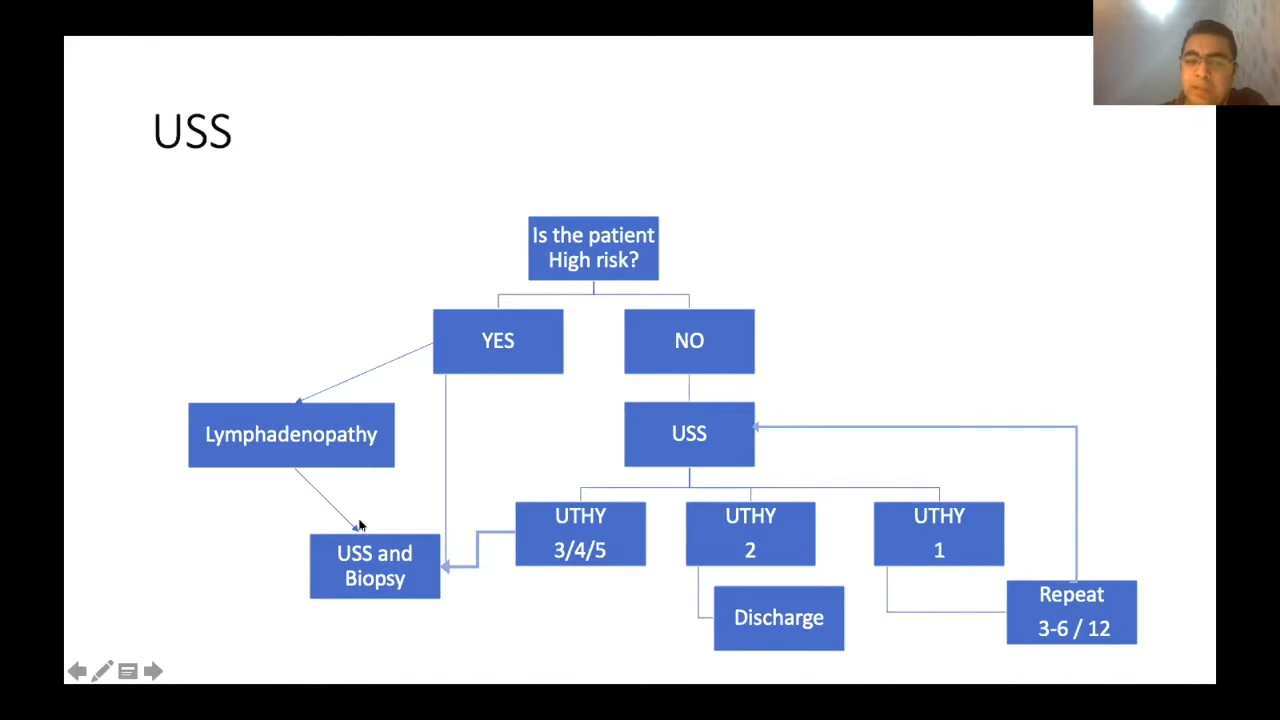 USS
Is the patient
High risk?
YES
NO
Lymphadenopathy
USS
UTHY
3/4/5
UTHY
2
UTHY
1
USS and
Biopsy
Discharge
Repeat
3-6 / 12